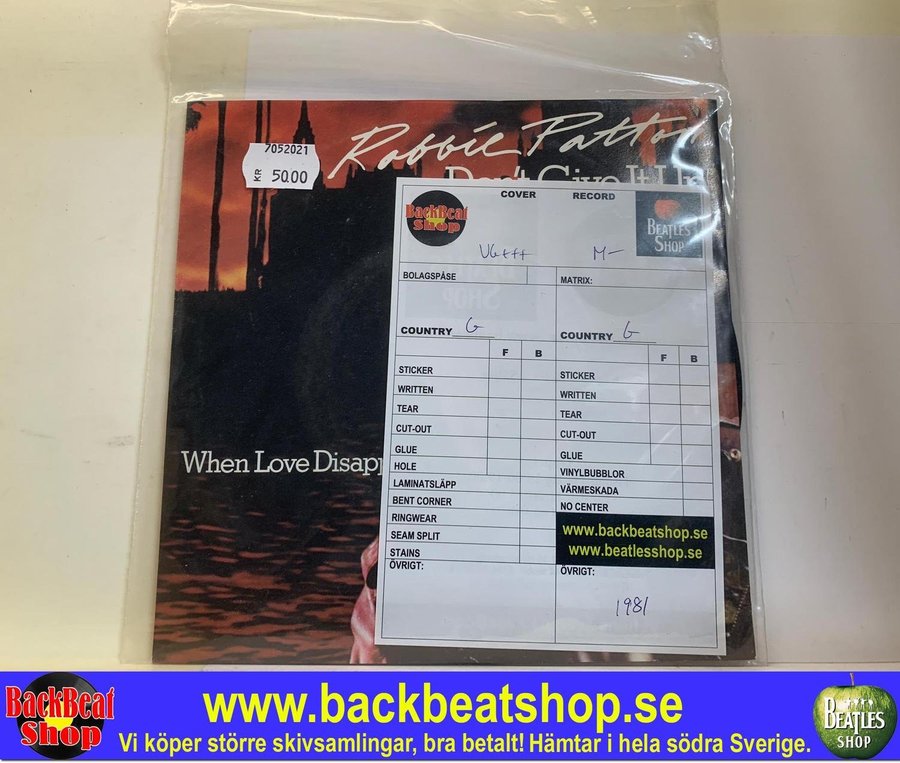 Robbie Patton
7052021
KR 50.00
Don't Give It Up
COVER RECORD
BackBeat
Shop
BEATLES
SHOP
VG+++ M-
BOLAGSPÅSE MATRIX:
COUNTRY G COUNTRY G
F B F B
STICKER STICKER
WRITTEN WRITTEN
TEAR TEAR
CUT-OUT CUT-OUT
GLUE GLUE
When Love Disapp
HOLE VINYLBUBBLOR
LAMINATSLÄPP VÄRMESKADA
BENT CORNER NO CENTER
RINGWEAR
SEAM SPLIT
STAINS
www.backbeatshop.se
www.beatlesshop.se
ÖVRIGT: ÖVRIGT:
1981
BackBeat
Shop
www.backbeatshop.se
Vi köper större skivsamlingar, bra betalt! Hämtar i hela södra Sverige.
BEATLES
SHOP